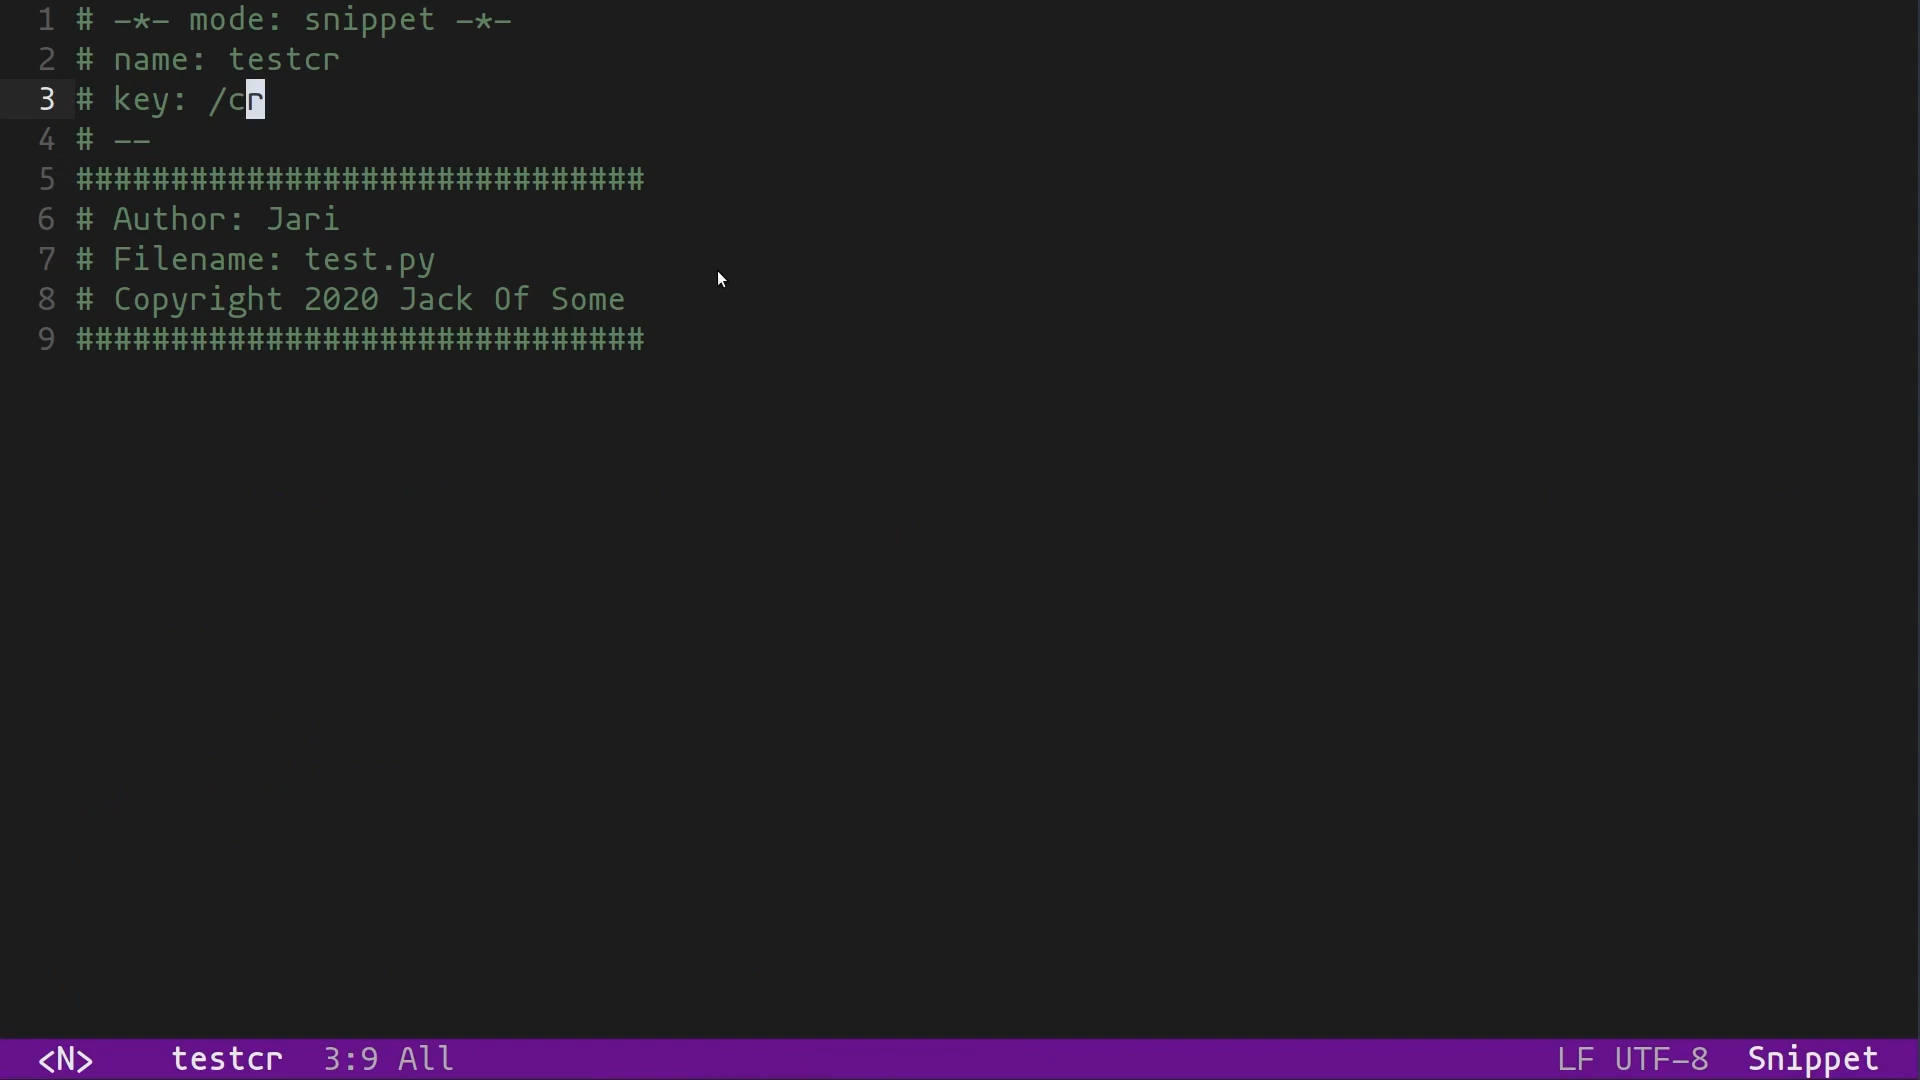 1 # -*- mode: snippet -*-
2 # name: testcr
3 # key: /cr
4 # --
5 ##############################
6 # Author: Jari
7 # Filename: test.py
8 # Copyright 2020 Jack Of Some
9 ##############################
<N> testcr 3:9 All LF UTF-8 Snippet